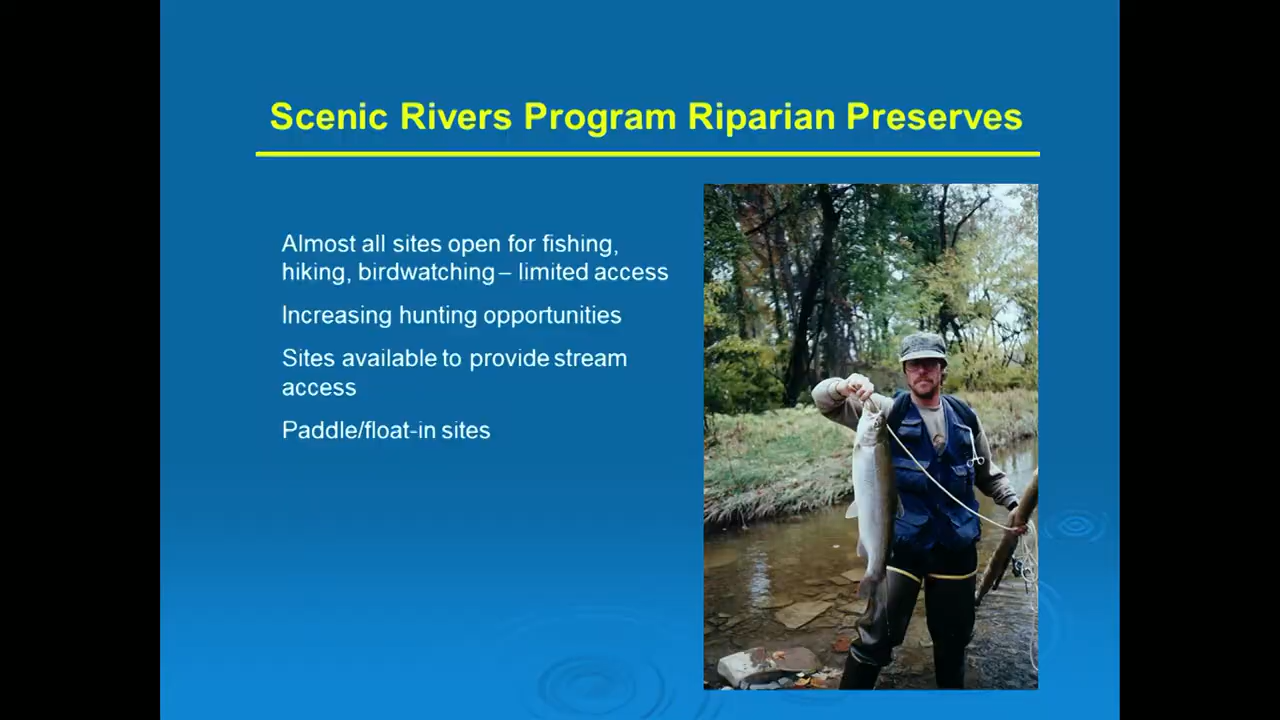 Scenic Rivers Program Riparian Preserves
Almost all sites open for fishing,
hiking, birdwatching – limited access
Increasing hunting opportunities
Sites available to provide stream
access
Paddle/float-in sites